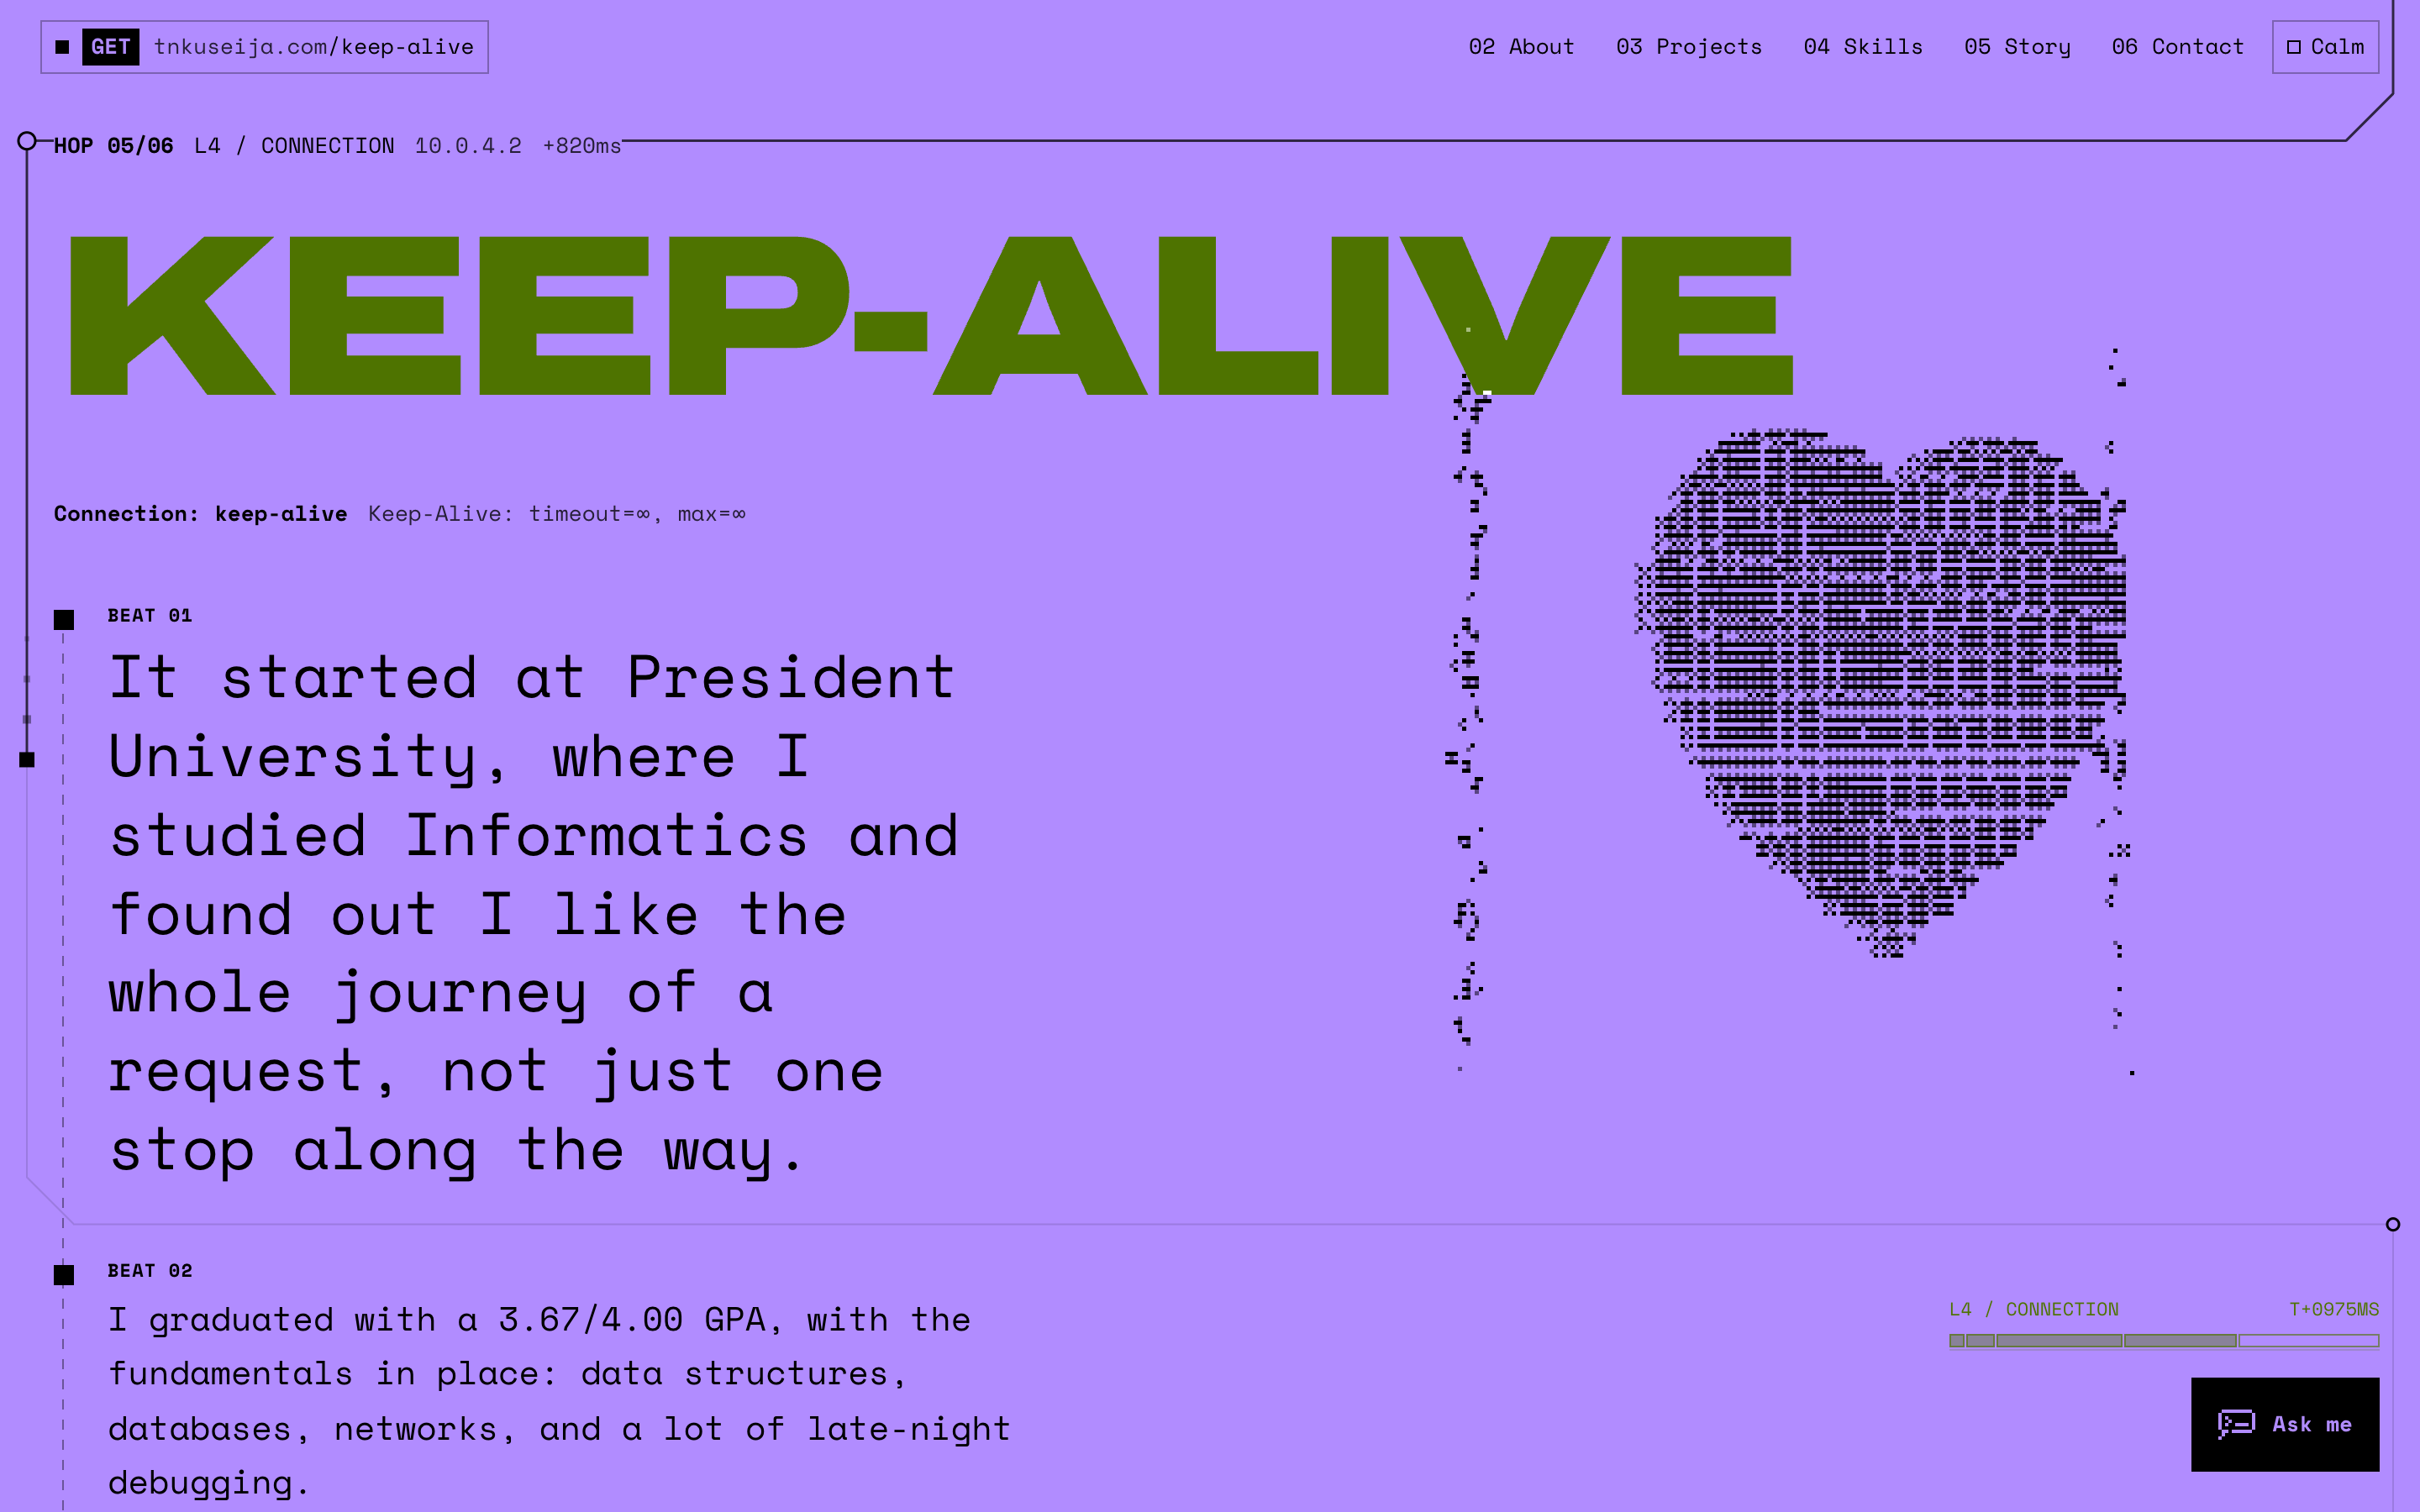 GET tnkuseija.com/keep-alive
02 About 03 Projects 04 Skills 05 Story 06 Contact Calm
HOP 05/06 L4 / CONNECTION 10.0.4.2 +820ms
KEEP-ALIVE
Connection: keep-alive Keep-Alive: timeout=∞, max=∞
BEAT 01
It started at President
University, where I
studied Informatics and
found out I like the
whole journey of a
request, not just one
stop along the way.
BEAT 02
I graduated with a 3.67/4.00 GPA, with the
fundamentals in place: data structures,
databases, networks, and a lot of late-night
debugging.
L4 / CONNECTION T+0975MS
Ask me